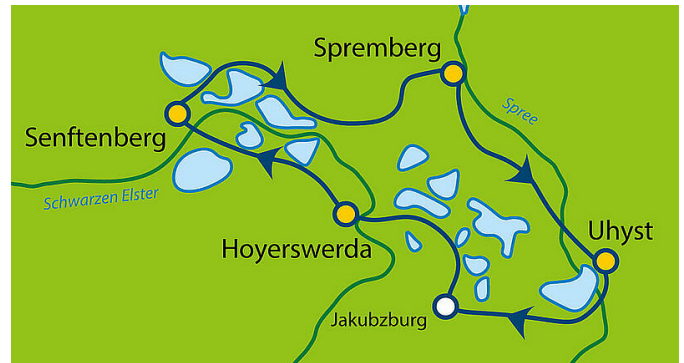 Spremberg
Senftenberg
Spree
Schwarzen Elster
Uhyst
Hoyerswerda
Jakubzburg